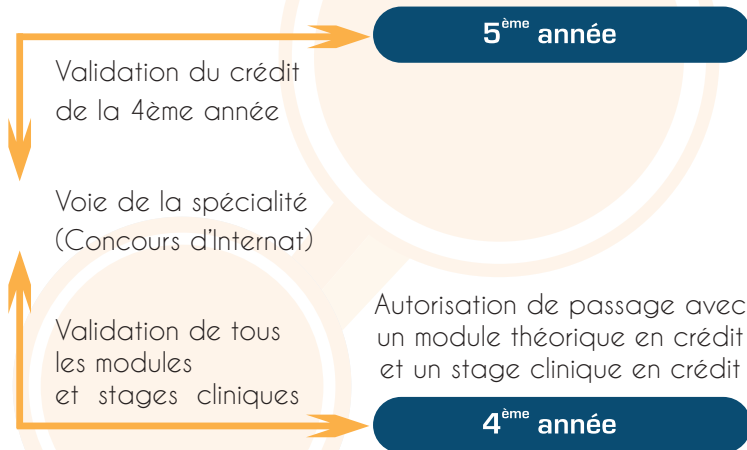 5ème année
Validation du crédit
de la 4ème année
Voie de la spécialité
(Concours d'Internat)
Autorisation de passage avec
un module théorique en crédit
et un stage clinique en crédit
Validation de tous
les modules
et stages cliniques
4ème année